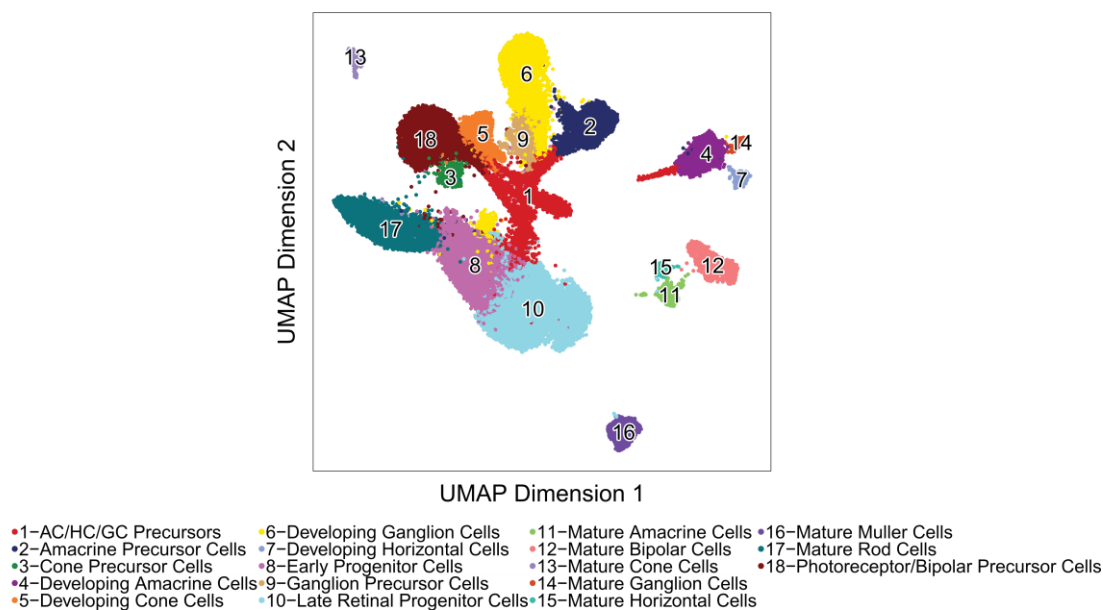 13
6
2
18
5
9
4
14
3
7
1
17
8
15
12
11
10
16
UMAP Dimension 2
UMAP Dimension 1
1−AC/HC/GC Precursors
2−Amacrine Precursor Cells
3−Cone Precursor Cells
4−Developing Amacrine Cells
5−Developing Cone Cells
6−Developing Ganglion Cells
7−Developing Horizontal Cells
8−Early Progenitor Cells
9−Ganglion Precursor Cells
10−Late Retinal Progenitor Cells
11−Mature Amacrine Cells
12−Mature Bipolar Cells
13−Mature Cone Cells
14−Mature Ganglion Cells
15−Mature Horizontal Cells
16−Mature Muller Cells
17−Mature Rod Cells
18−Photoreceptor/Bipolar Precursor Cells